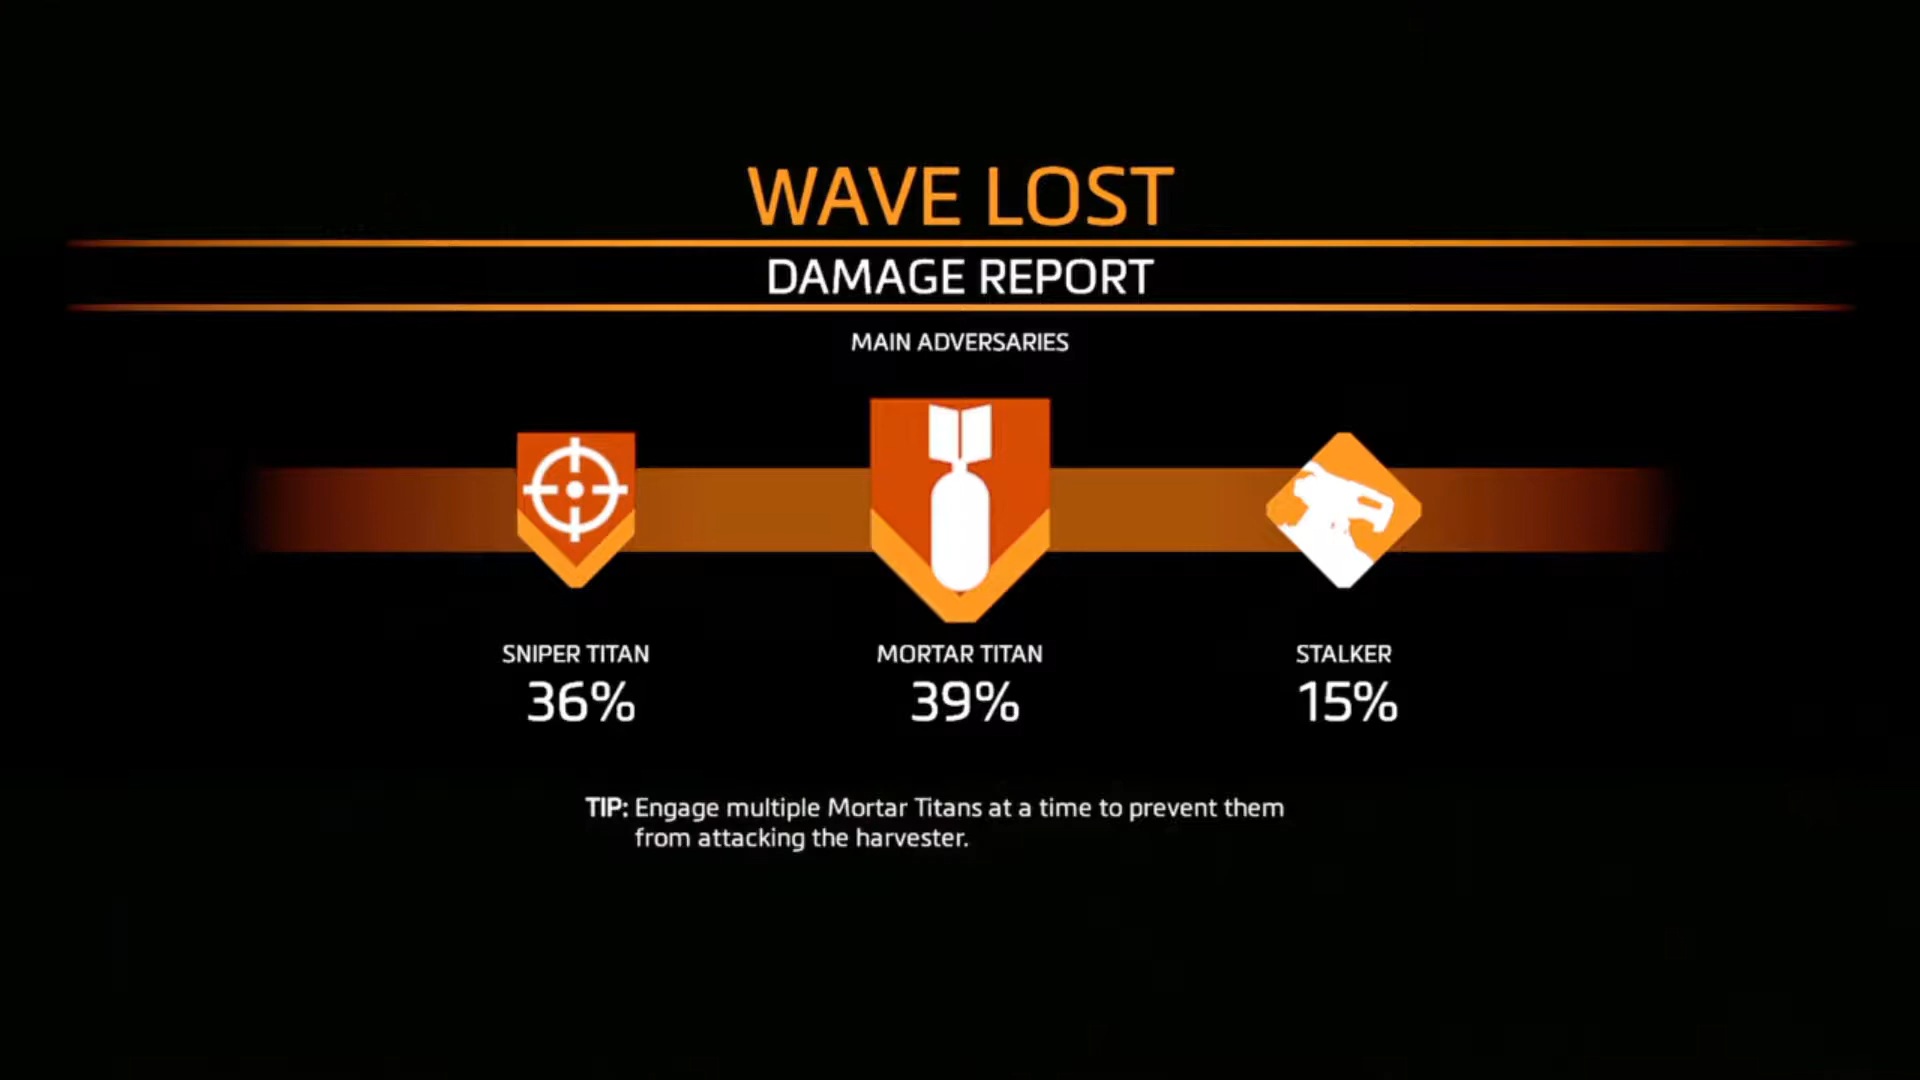 WAVE LOST
DAMAGE REPORT
MAIN ADVERSARIES
SNIPER TITAN
36%
MORTAR TITAN
39%
STALKER
15%
TIP: Engage multiple Mortar Titans at a time to prevent them
from attacking the harvester.